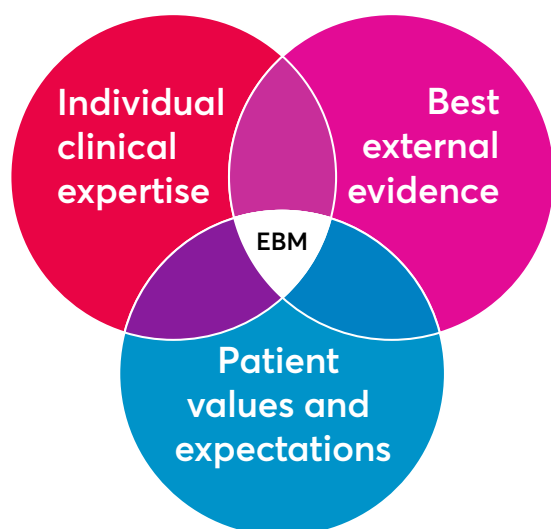 Individual
clinical
expertise
Best
external
evidence
EBM
Patient
values and
expectations